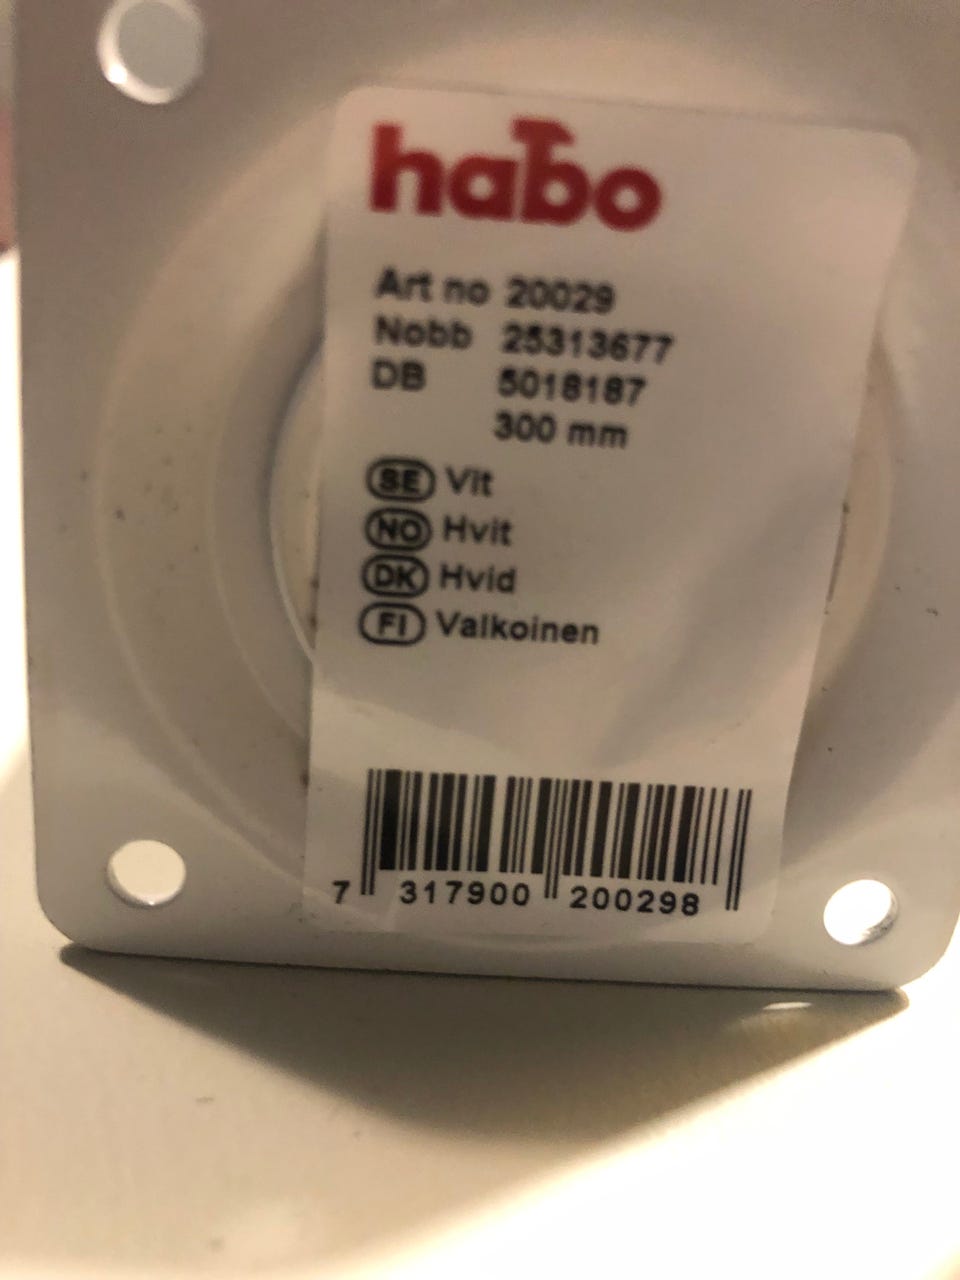 habo
Art no 20029
Nobb 25313677
DB 5018187
300 mm
SE Vit
NO Hvit
DK Hvid
FI Valkoinen
7 317900 200298